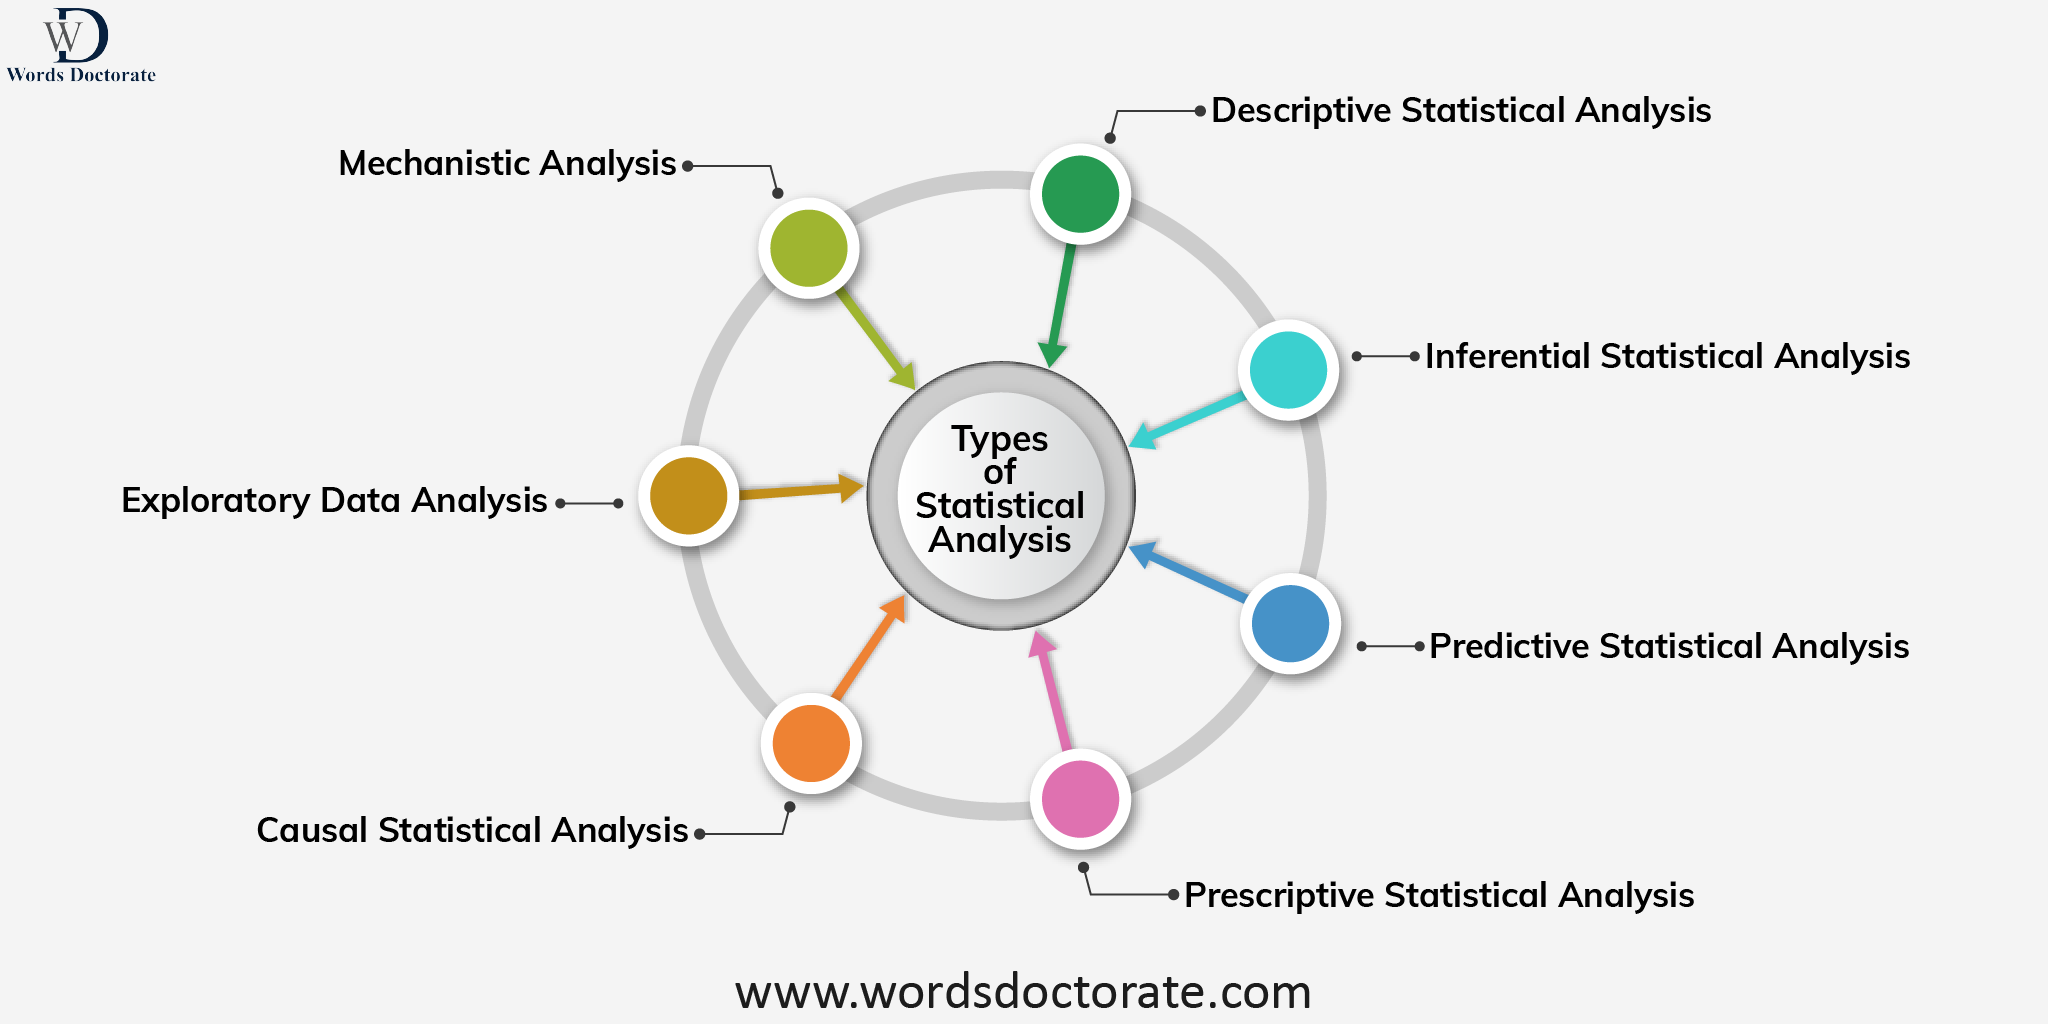 WD
Words Doctorate
Descriptive Statistical Analysis
Mechanistic Analysis
Inferential Statistical Analysis
Types
of
Statistical
Analysis
Exploratory Data Analysis
Predictive Statistical Analysis
Causal Statistical Analysis
Prescriptive Statistical Analysis
www.wordsdoctorate.com